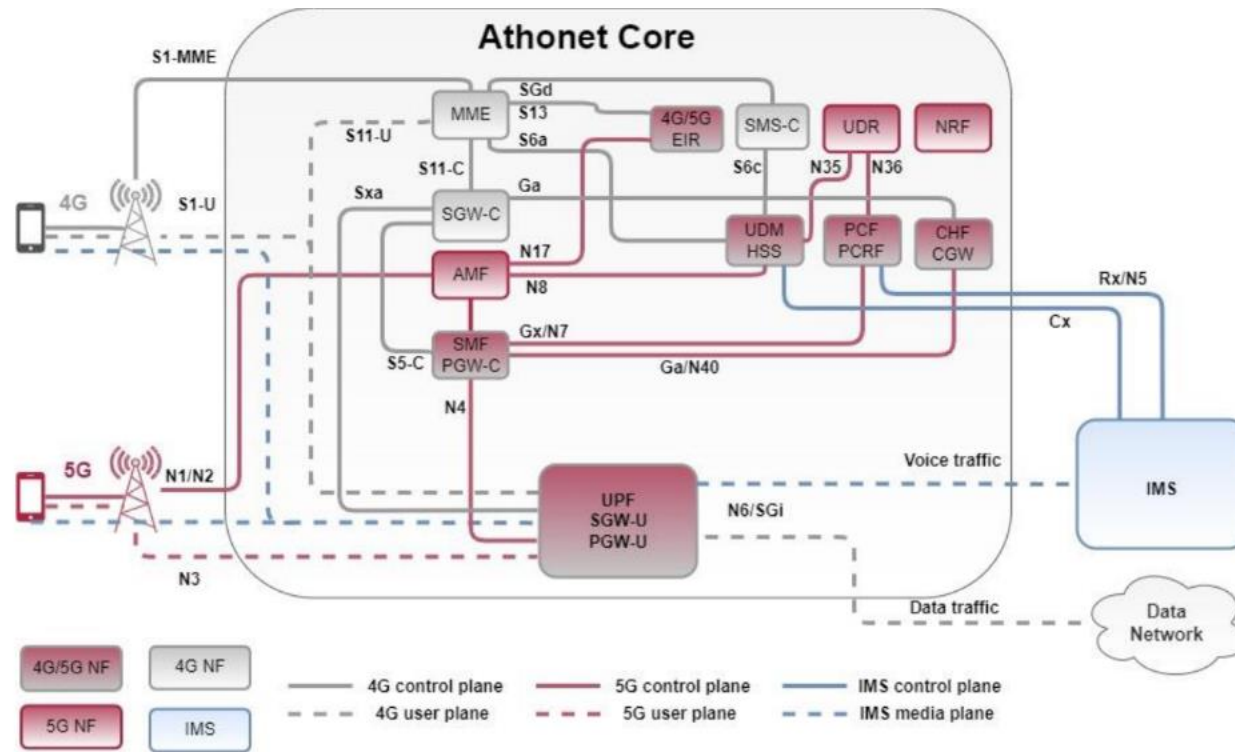 Athonet Core
S1-MME
SGd
S13
MME
4G/5G
EIR
SMS-C
UDR
NRF
S11-U
S6a
S11-C
S6c
N35
N36
Sxa
Ga
4G
S1-U
SGW-C
UDM
HSS
PCF
PCRF
CHF
CGW
N17
AMF
N8
Rx/N5
Cx
Gx/N7
SMF
PGW-C
S5-C
Ga/N40
N4
5G
N1/N2
Voice traffic
IMS
UPF
SGW-U
PGW-U
N6/SGi
N3
Data traffic
Data
Network
4G/5G NF
4G NF
4G control plane
5G control plane
IMS control plane
4G user plane
5G user plane
IMS media plane
5G NF
IMS